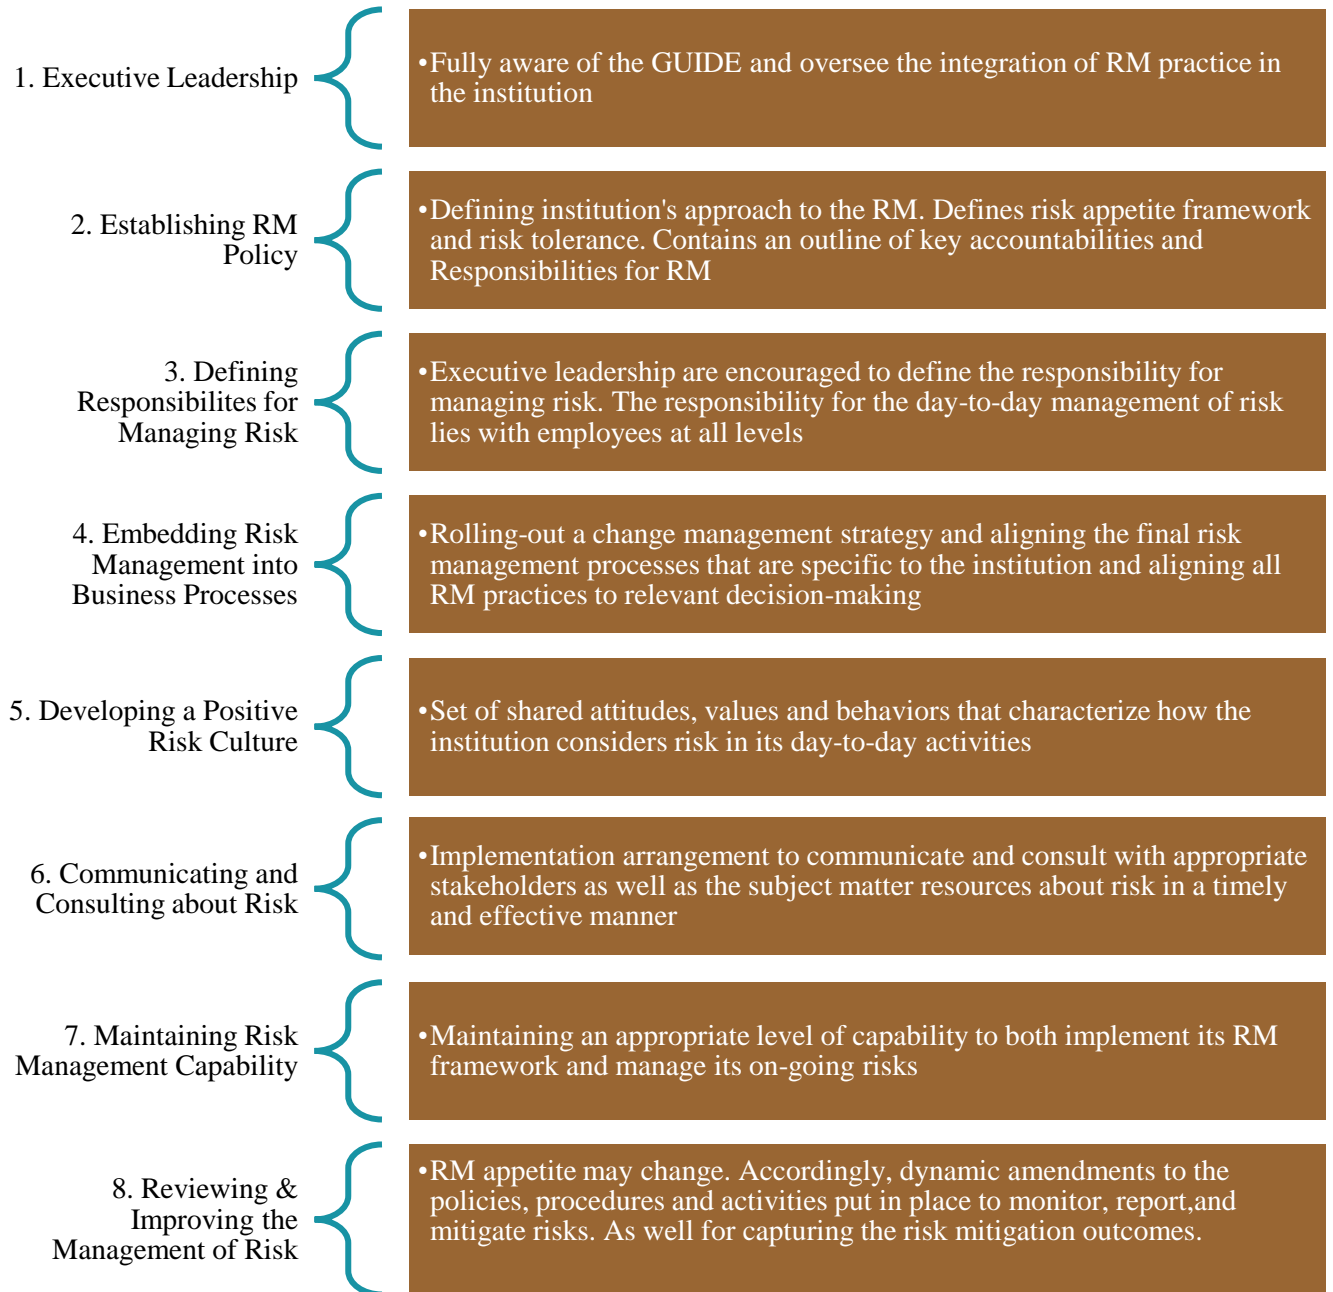 1. Executive Leadership
•Fully aware of the GUIDE and oversee the integration of RM practice in
the institution
2. Establishing RM
Policy
•Defining institution's approach to the RM. Defines risk appetite framework
and risk tolerance. Contains an outline of key accountabilities and
Responsibilities for RM
3. Defining
Responsibilites for
Managing Risk
•Executive leadership are encouraged to define the responsibility for
managing risk. The responsibility for the day-to-day management of risk
lies with employees at all levels
4. Embedding Risk
Management into
Business Processes
•Rolling-out a change management strategy and aligning the final risk
management processes that are specific to the institution and aligning all
RM practices to relevant decision-making
5. Developing a Positive
Risk Culture
•Set of shared attitudes, values and behaviors that characterize how the
institution considers risk in its day-to-day activities
6. Communicating and
Consulting about Risk
•Implementation arrangement to communicate and consult with appropriate
stakeholders as well as the subject matter resources about risk in a timely
and effective manner
7. Maintaining Risk
Management Capability
•Maintaining an appropriate level of capability to both implement its RM
framework and manage its on-going risks
8. Reviewing &
Improving the
Management of Risk
•RM appetite may change. Accordingly, dynamic amendments to the
policies, procedures and activities put in place to monitor, report,and
mitigate risks. As well for capturing the risk mitigation outcomes.